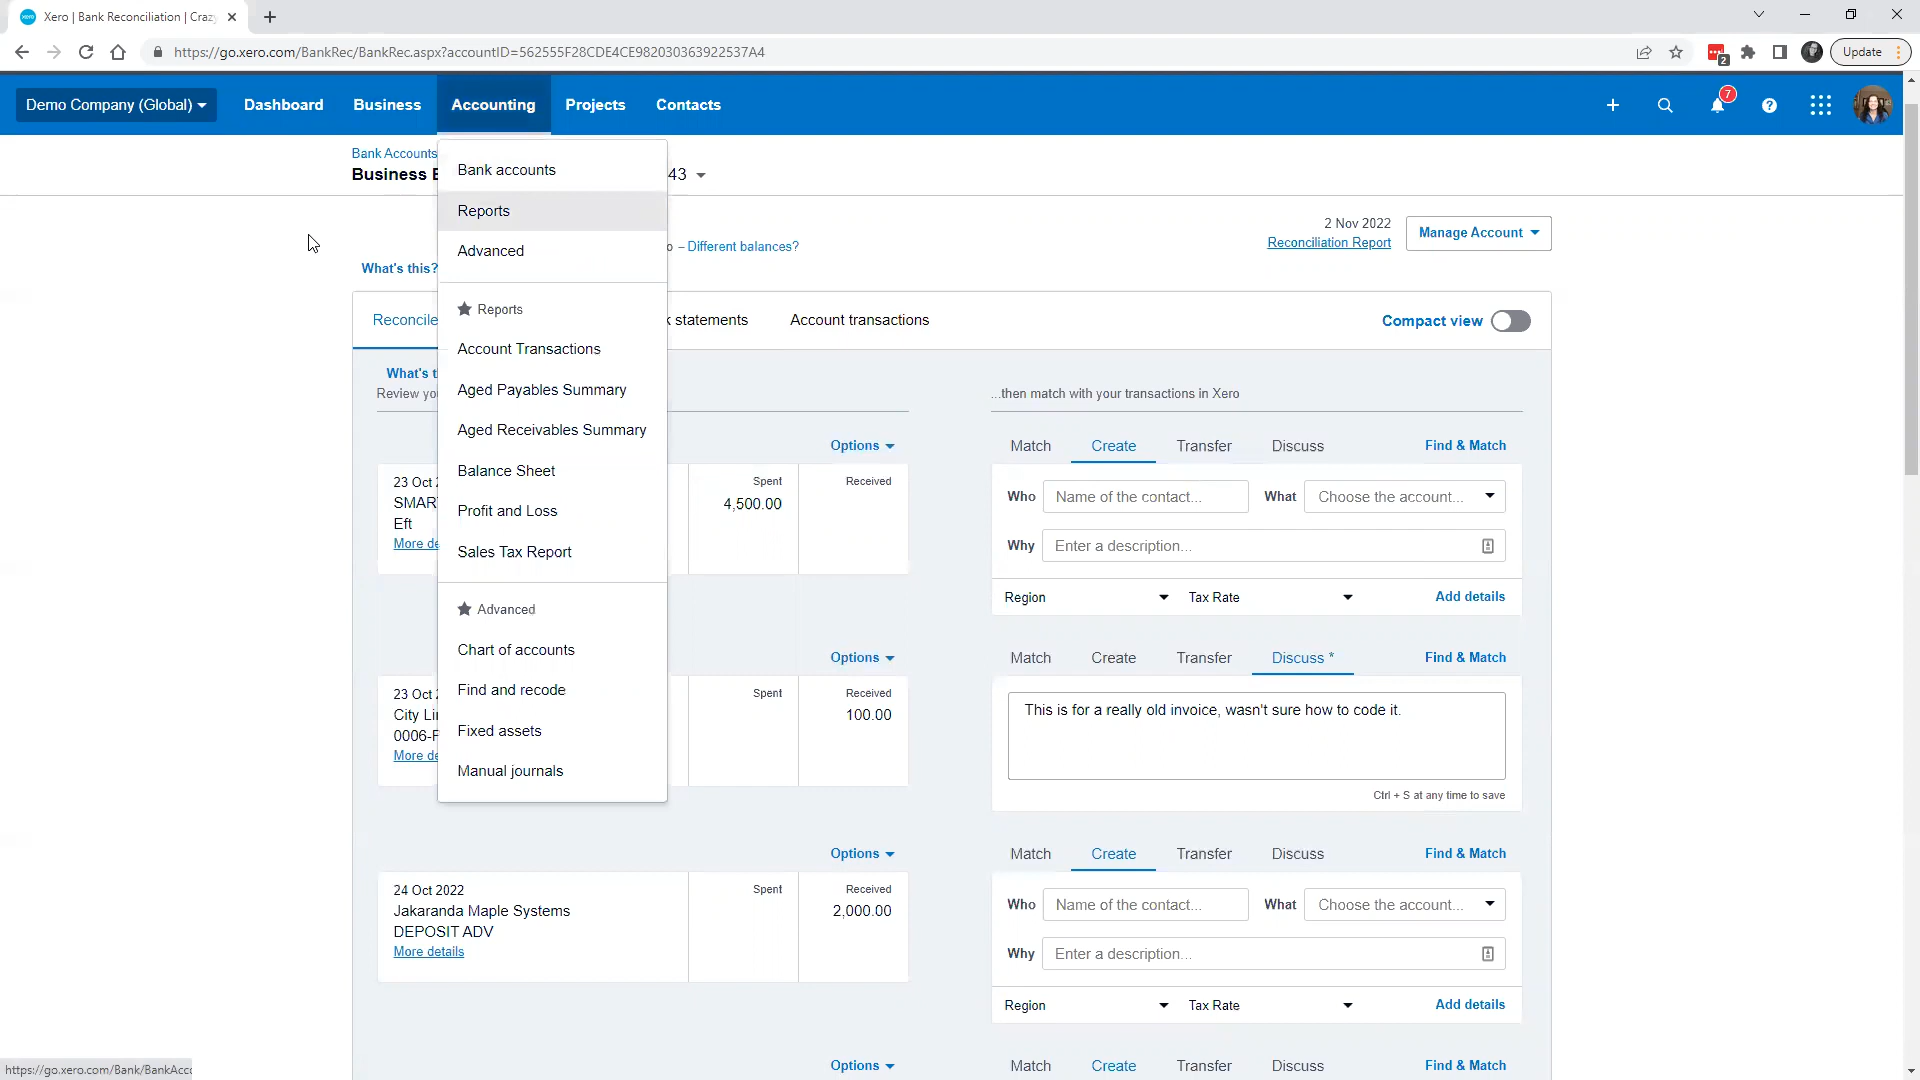 Xero | Bank Reconciliation | Crazy
https://go.xero.com/BankRec/BankRec.aspx?accountID=562555F28CDE4CE982030363922537A4
2
Update
Demo Company (Global)
Dashboard
Business
Accounting
Projects
Contacts
7
Bank Accounts
Business
43
Bank accounts
Reports
Advanced
Reports
Account Transactions
Aged Payables Summary
Aged Receivables Summary
Balance Sheet
Profit and Loss
Sales Tax Report
Advanced
Chart of accounts
Find and recode
Fixed assets
Manual journals
– Different balances?
What's this?
2 Nov 2022
Reconciliation Report
Manage Account
Reconcile
statements
Account transactions
Compact view
What's t
Review yo
...then match with your transactions in Xero
Options
23 Oct
SMAR
Eft
More de
Spent
4,500.00
Received
Match
Create
Transfer
Discuss
Find & Match
Who
Name of the contact...
What
Choose the account...
Why
Enter a description...
Region
Tax Rate
Add details
Options
23 Oct
City Li
0006-F
More de
Spent
Received
100.00
Match
Create
Transfer
Discuss *
Find & Match
This is for a really old invoice, wasn't sure how to code it.
Ctrl + S at any time to save
Options
24 Oct 2022
Jakaranda Maple Systems
DEPOSIT ADV
More details
Spent
Received
2,000.00
Match
Create
Transfer
Discuss
Find & Match
Who
Name of the contact...
What
Choose the account...
Why
Enter a description...
Region
Tax Rate
Add details
Options
Match
Create
Transfer
Discuss
Find & Match
https://go.xero.com/Bank/BankAcc